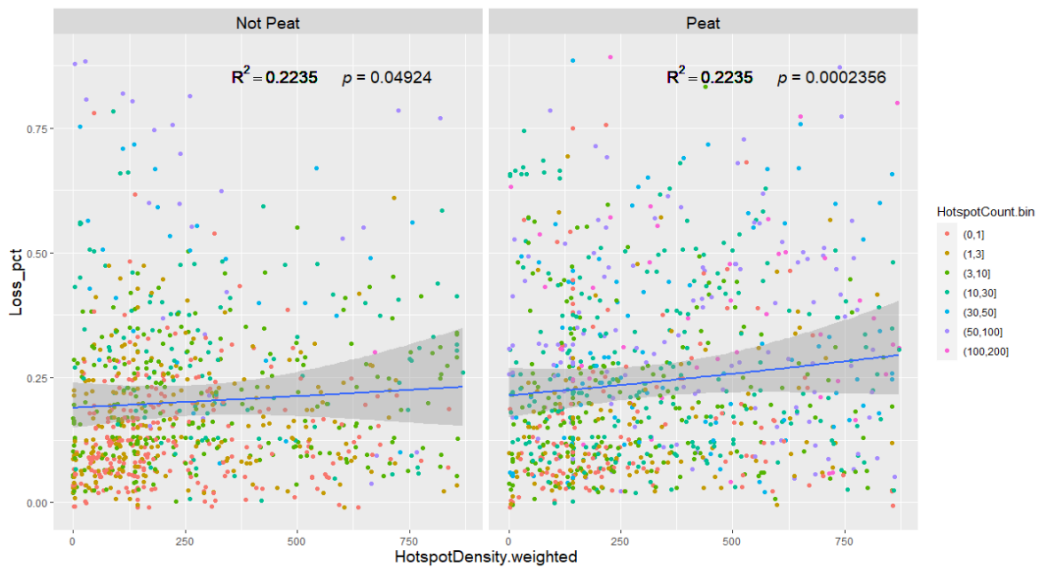 Not Peat
Peat
R² = 0.2235 p = 0.04924
R² = 0.2235 p = 0.0002356
Loss_pct
0.75
0.50
0.25
0.00
0 250 500 750
0 250 500 750
HotspotDensity.weighted
HotspotCount.bin
(0,1]
(1,3]
(3,10]
(10,30]
(30,50]
(50,100]
(100,200]